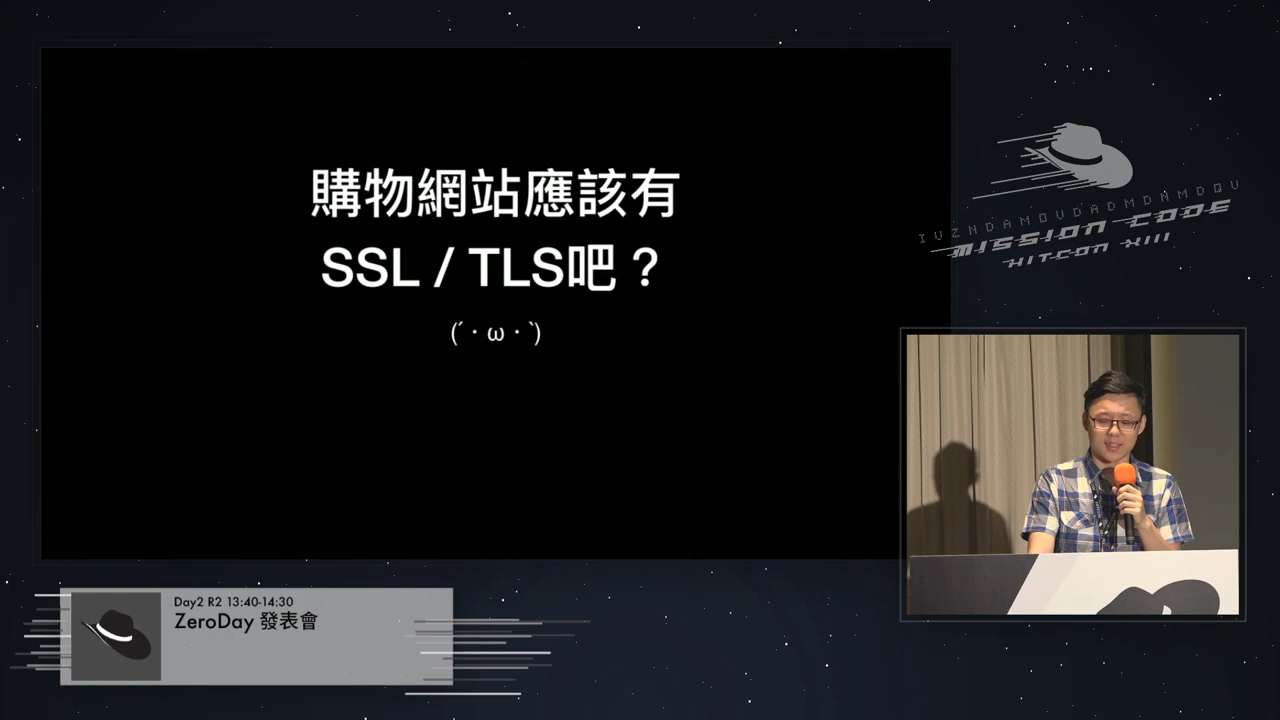 購物網站應該有
SSL / TLS吧？
(´・ω・`)
IVZNDAMOVDADMDNMDQV
MISSION CODE
HITCON XIII
Day2 R2 13:40-14:30
ZeroDay 發表會